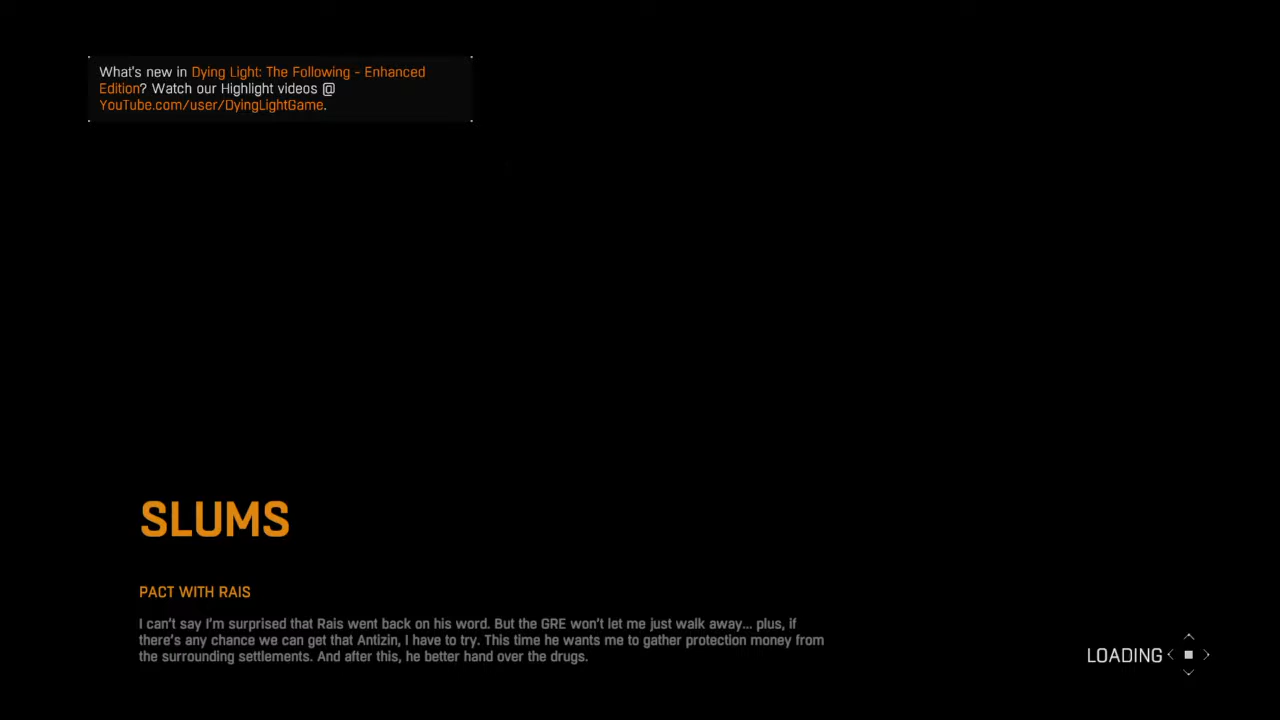 What's new in Dying Light: The Following - Enhanced
Edition? Watch our Highlight videos @
YouTube.com/user/DyingLightGame.
SLUMS
PACT WITH RAIS
I can't say I'm surprised that Rais went back on his word. But the GRE won't let me just walk away... plus, if
there's any chance we can get that Antizin, I have to try. This time he wants me to gather protection money from
the surrounding settlements. And after this, he better hand over the drugs.
LOADING